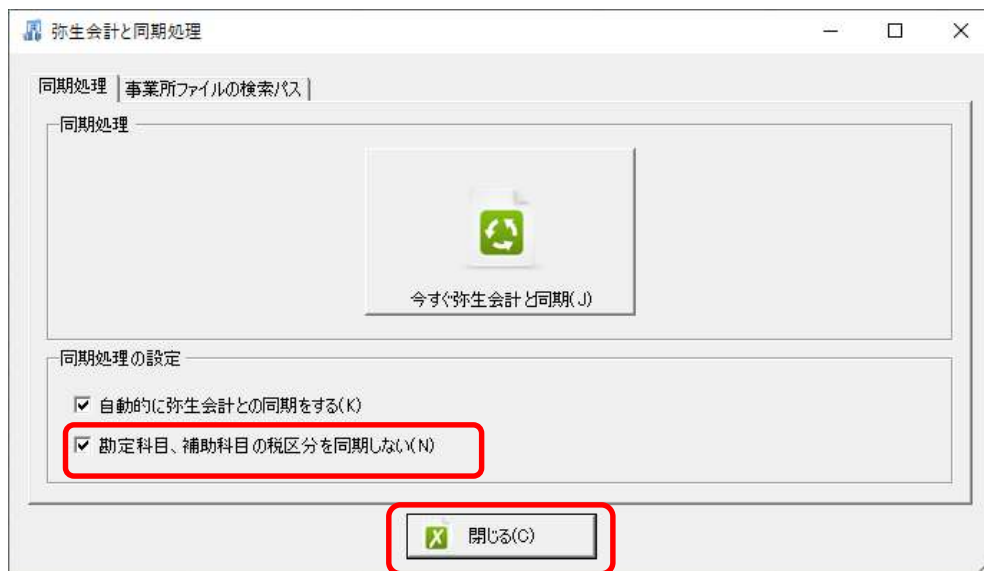 弥生会計と同期処理
同期処理 事業所ファイルの検索パス
同期処理
今すぐ弥生会計と同期(J)
同期処理の設定
自動的に弥生会計との同期をする(K)
勘定科目、補助科目の税区分を同期しない(N)
閉じる(C)